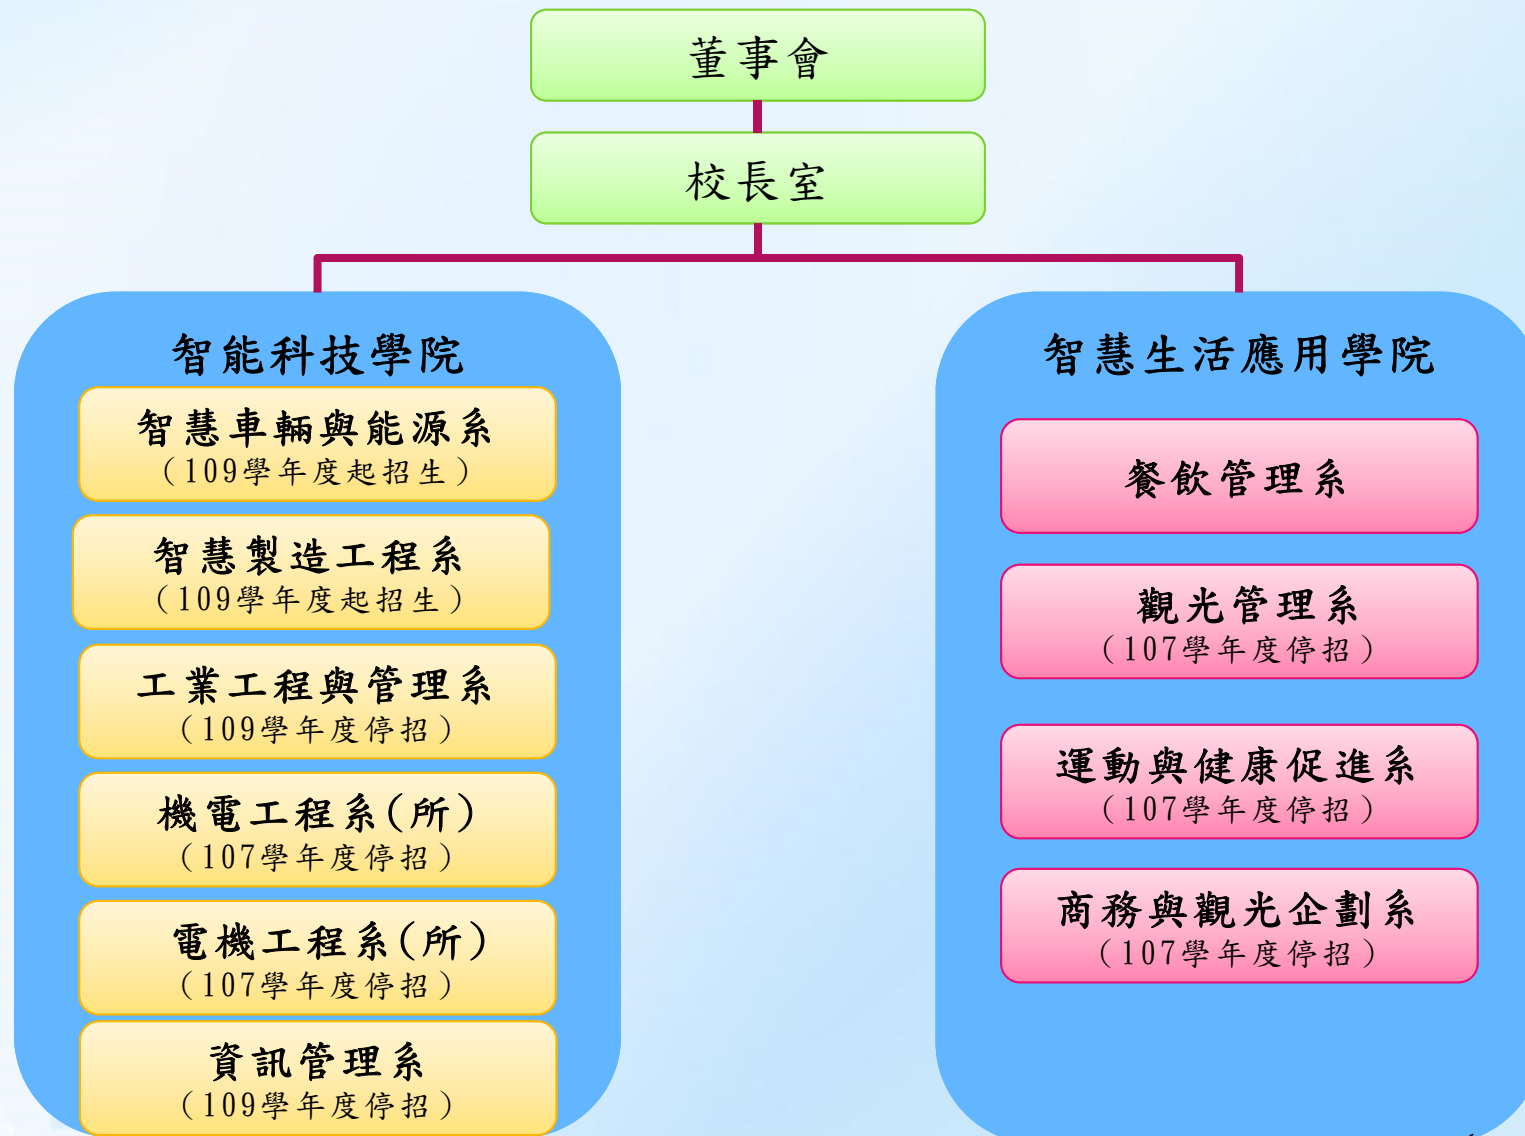 董事會
校長室
智能科技學院
智慧車輛與能源系
（109學年度起招生）
智慧製造工程系
（109學年度起招生）
工業工程與管理系
（109學年度停招）
機電工程系(所)
（107學年度停招）
電機工程系(所)
（107學年度停招）
資訊管理系
（109學年度停招）
智慧生活應用學院
餐飲管理系
觀光管理系
（107學年度停招）
運動與健康促進系
（107學年度停招）
商務與觀光企劃系
（107學年度停招）